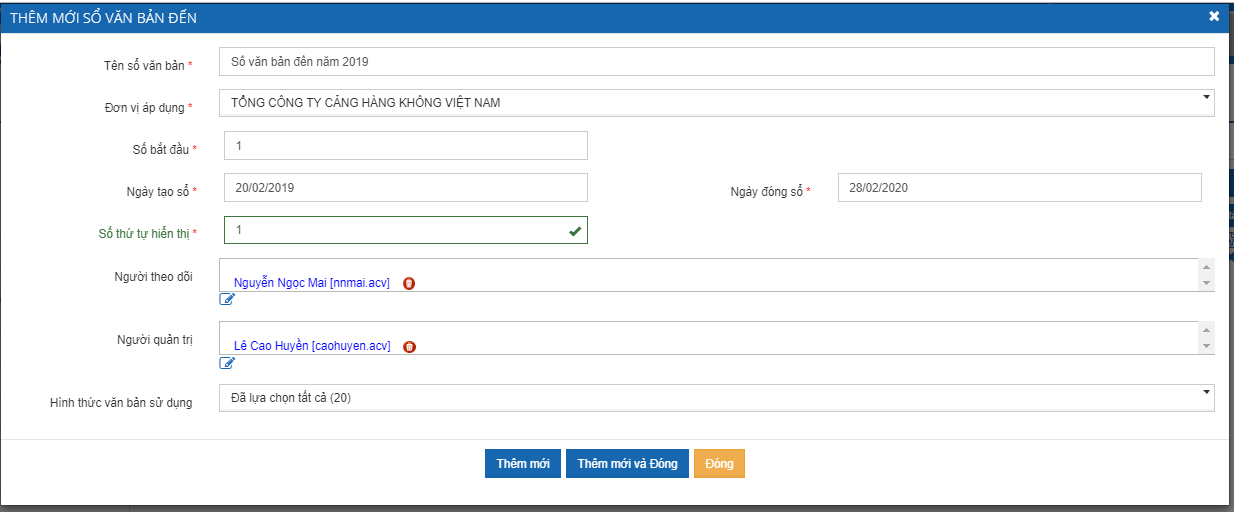 THÊM MỚI SỔ VĂN BẢN ĐẾN
Tên sổ văn bản * Sổ văn bản đến năm 2019
Đơn vị áp dụng * TỔNG CÔNG TY CẢNG HÀNG KHÔNG VIỆT NAM
Số bắt đầu * 1
Ngày tạo sổ * 20/02/2019 Ngày đóng sổ * 28/02/2020
Số thứ tự hiển thị * 1
Người theo dõi
Nguyễn Ngọc Mai [nnmai.acv]
Người quản trị
Lê Cao Huyền [caohuyen.acv]
Hình thức văn bản sử dụng Đã lựa chọn tất cả (20)
Thêm mới Thêm mới và Đóng Đóng